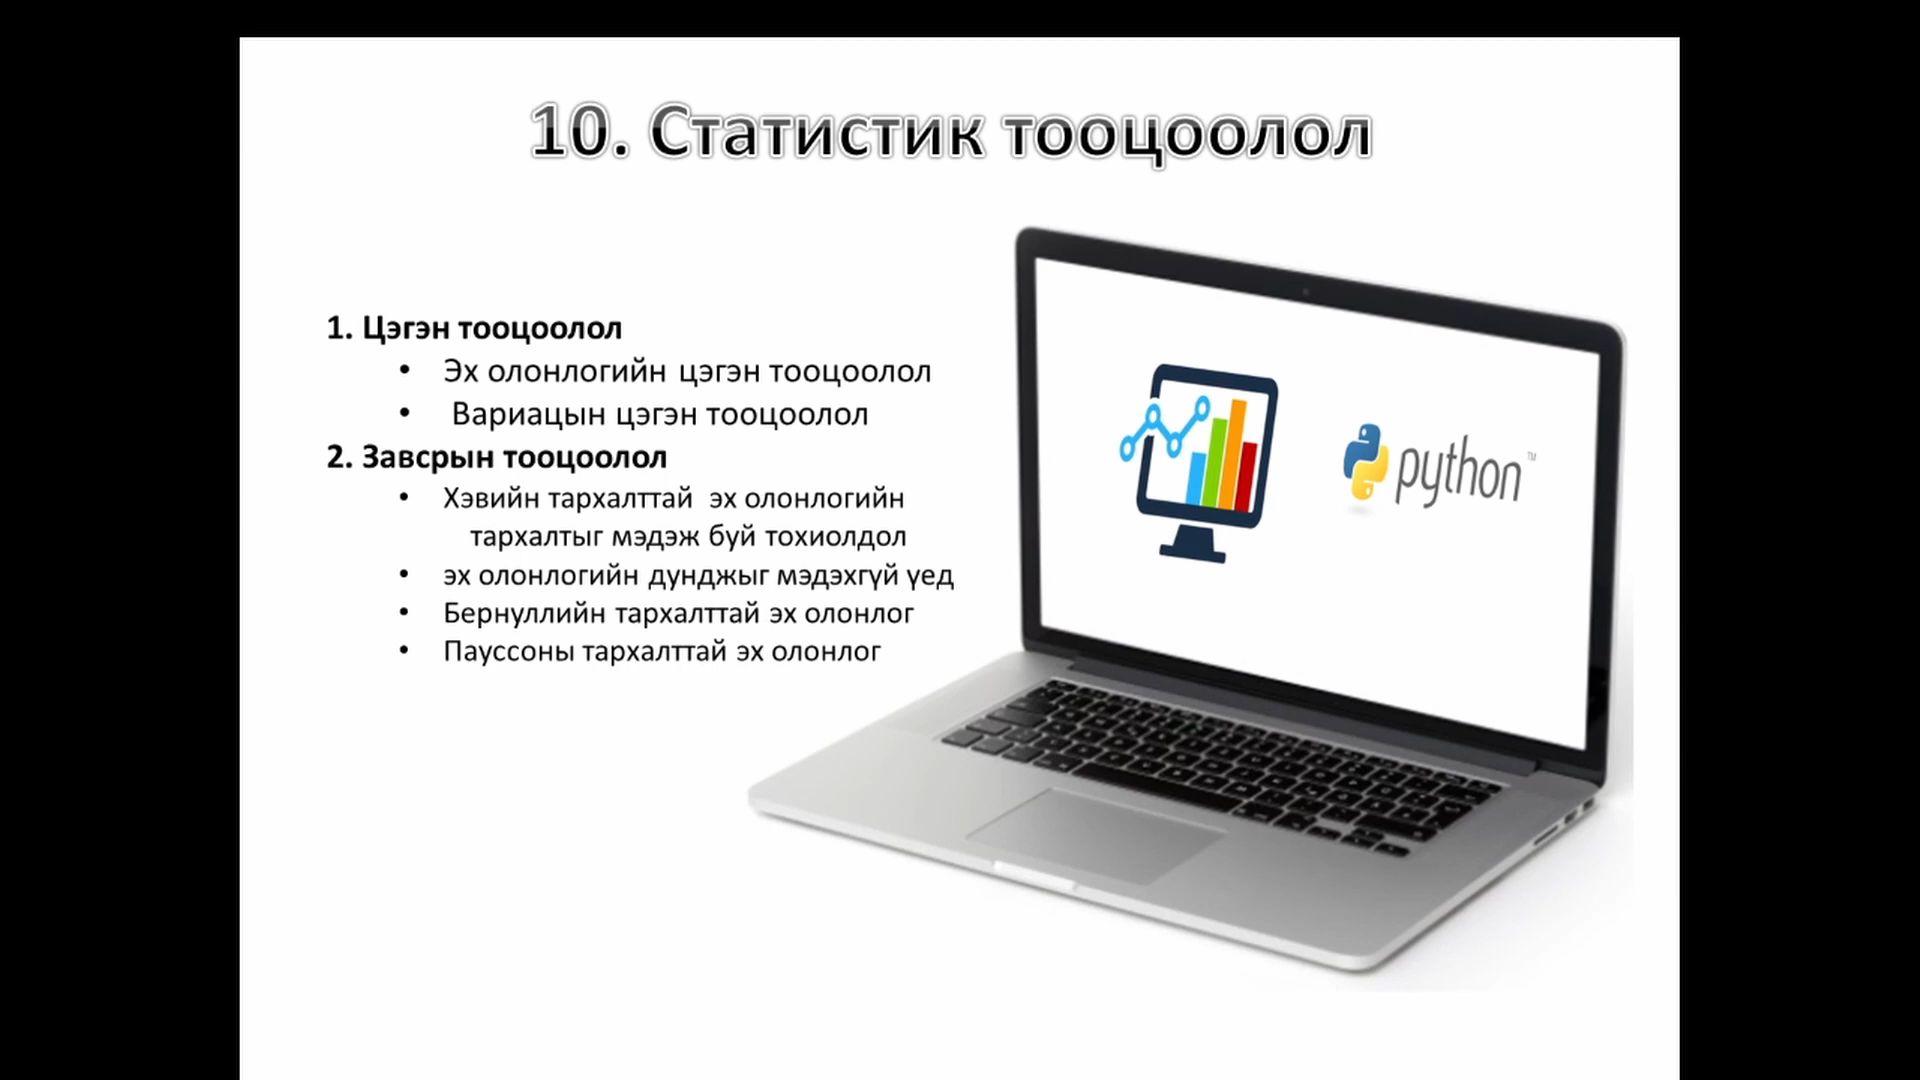 10. Статистик тооцоолол
1. Цэгэн тооцоолол
• Эх олонлогийн цэгэн тооцоолол
• Вариацын цэгэн тооцоолол
2. Завсрын тооцоолол
• Хэвийн тархалттай эх олонлогийн
тархалтыг мэдэж буй тохиолдол
• эх олонлогийн дунджыг мэдэхгүй үед
• Бернуллийн тархалттай эх олонлог
• Пауссоны тархалттай эх олонлог
python™